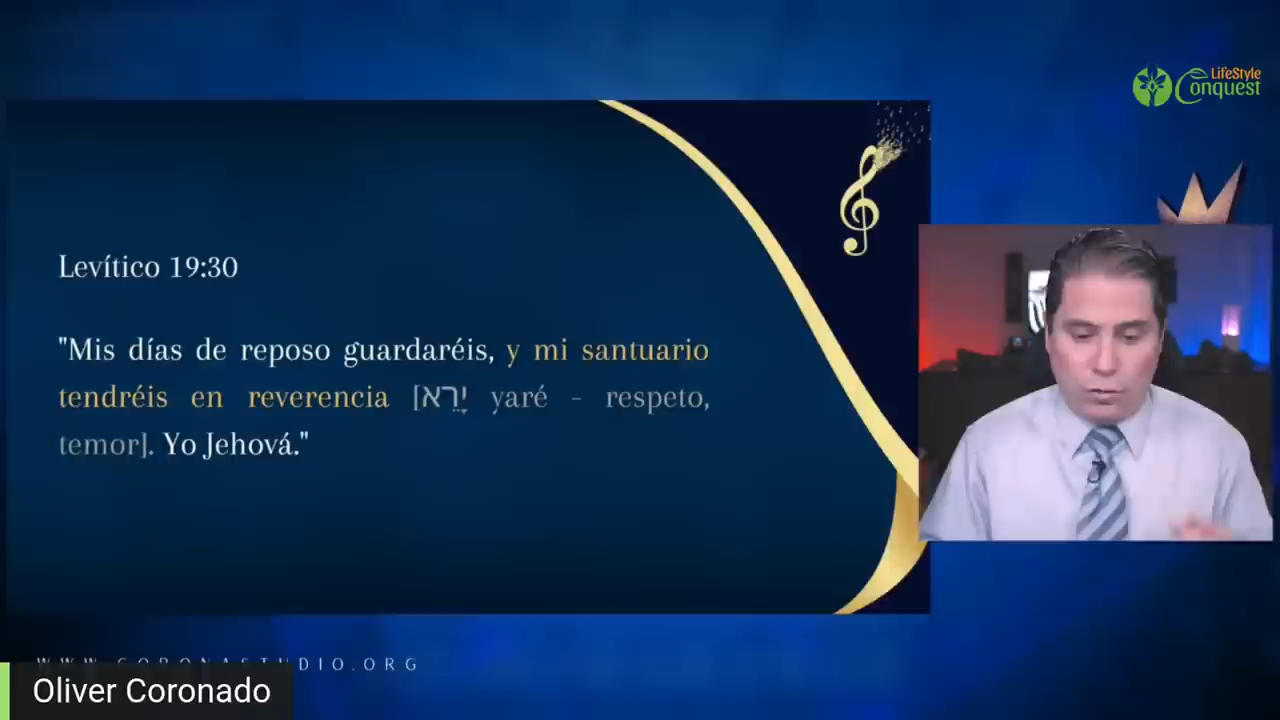 LifeStyle
Conquest
Levítico 19:30
"Mis días de reposo guardaréis, y mi santuario
tendréis en reverencia [יָרֵא yaré - respeto,
temor]. Yo Jehová."
WWW.CORONASTUDIO.ORG
Oliver Coronado